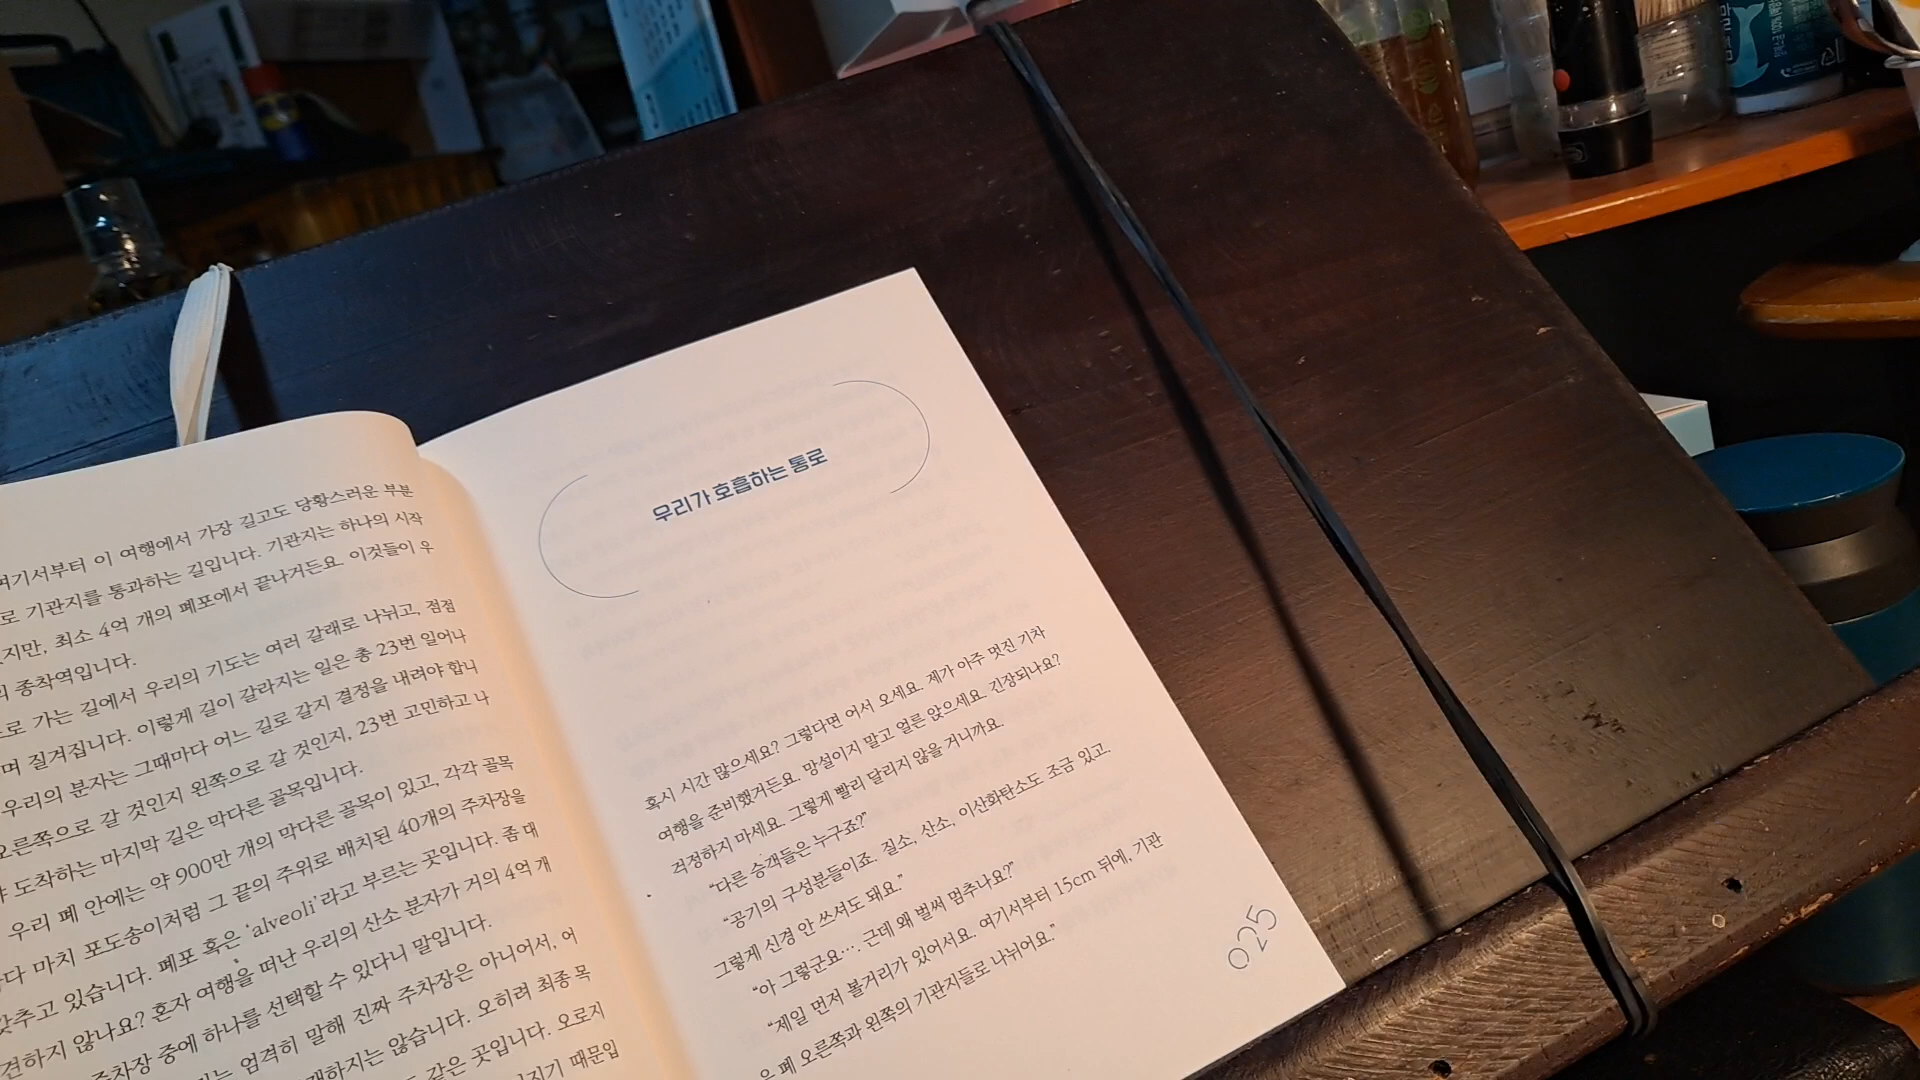 여기서부터 이 여행에서 가장 길고도 당황스러운 부분
로 기관지를 통과하는 길입니다. 기관지는 하나의 시작
지만, 최소 4억 개의 폐포에서 끝나거든요. 이것들이 우
종착역입니다.
로 가는 길에서 우리의 기도는 여러 갈래로 나뉘고, 점점
며 질겨집니다. 이렇게 길이 갈라지는 일은 총 23번 일어나
우리의 분자는 그때마다 어느 길로 갈지 결정을 내려야 합니
오른쪽으로 갈 것인지 왼쪽으로 갈 것인지, 23번 고민하고 나
도착하는 마지막 길은 막다른 골목입니다.
우리 폐 안에는 약 900만 개의 막다른 골목이 있고, 각각 골목
다 마치 포도송이처럼 그 끝의 주위로 배치된 40개의 주차장을
갖추고 있습니다. 폐포 혹은 ‘alveoli’라고 부르는 곳입니다. 좀 대
견하지 않나요? 혼자 여행을 떠난 우리의 산소 분자가 거의 4억 개
주차장 중에 하나를 선택할 수 있다니 말입니다.
엄격히 말해 진짜 주차장은 아니어서, 어
않습니다. 오히려 최종 목
같은 곳입니다. 오로지
때문입
우리가 호흡하는 통로
혹시 시간 많으세요? 그렇다면 어서 오세요. 제가 아주 멋진 기차
여행을 준비했거든요. 망설이지 말고 얼른 앉으세요. 긴장되나요?
걱정하지 마세요. 그렇게 빨리 달리지 않을 거니까요.
“다른 승객들은 누구죠?”
“공기의 구성분들이죠. 질소, 산소, 이산화탄소도 조금 있고.
그렇게 신경 안 쓰셔도 돼요.”
“아 그렇군요…. 근데 왜 벌써 멈추나요?”
“제일 먼저 볼거리가 있어서요. 여기서부터 15cm 뒤에, 기관
은 폐 오른쪽과 왼쪽의 기관지들로 나뉘어요.”
025